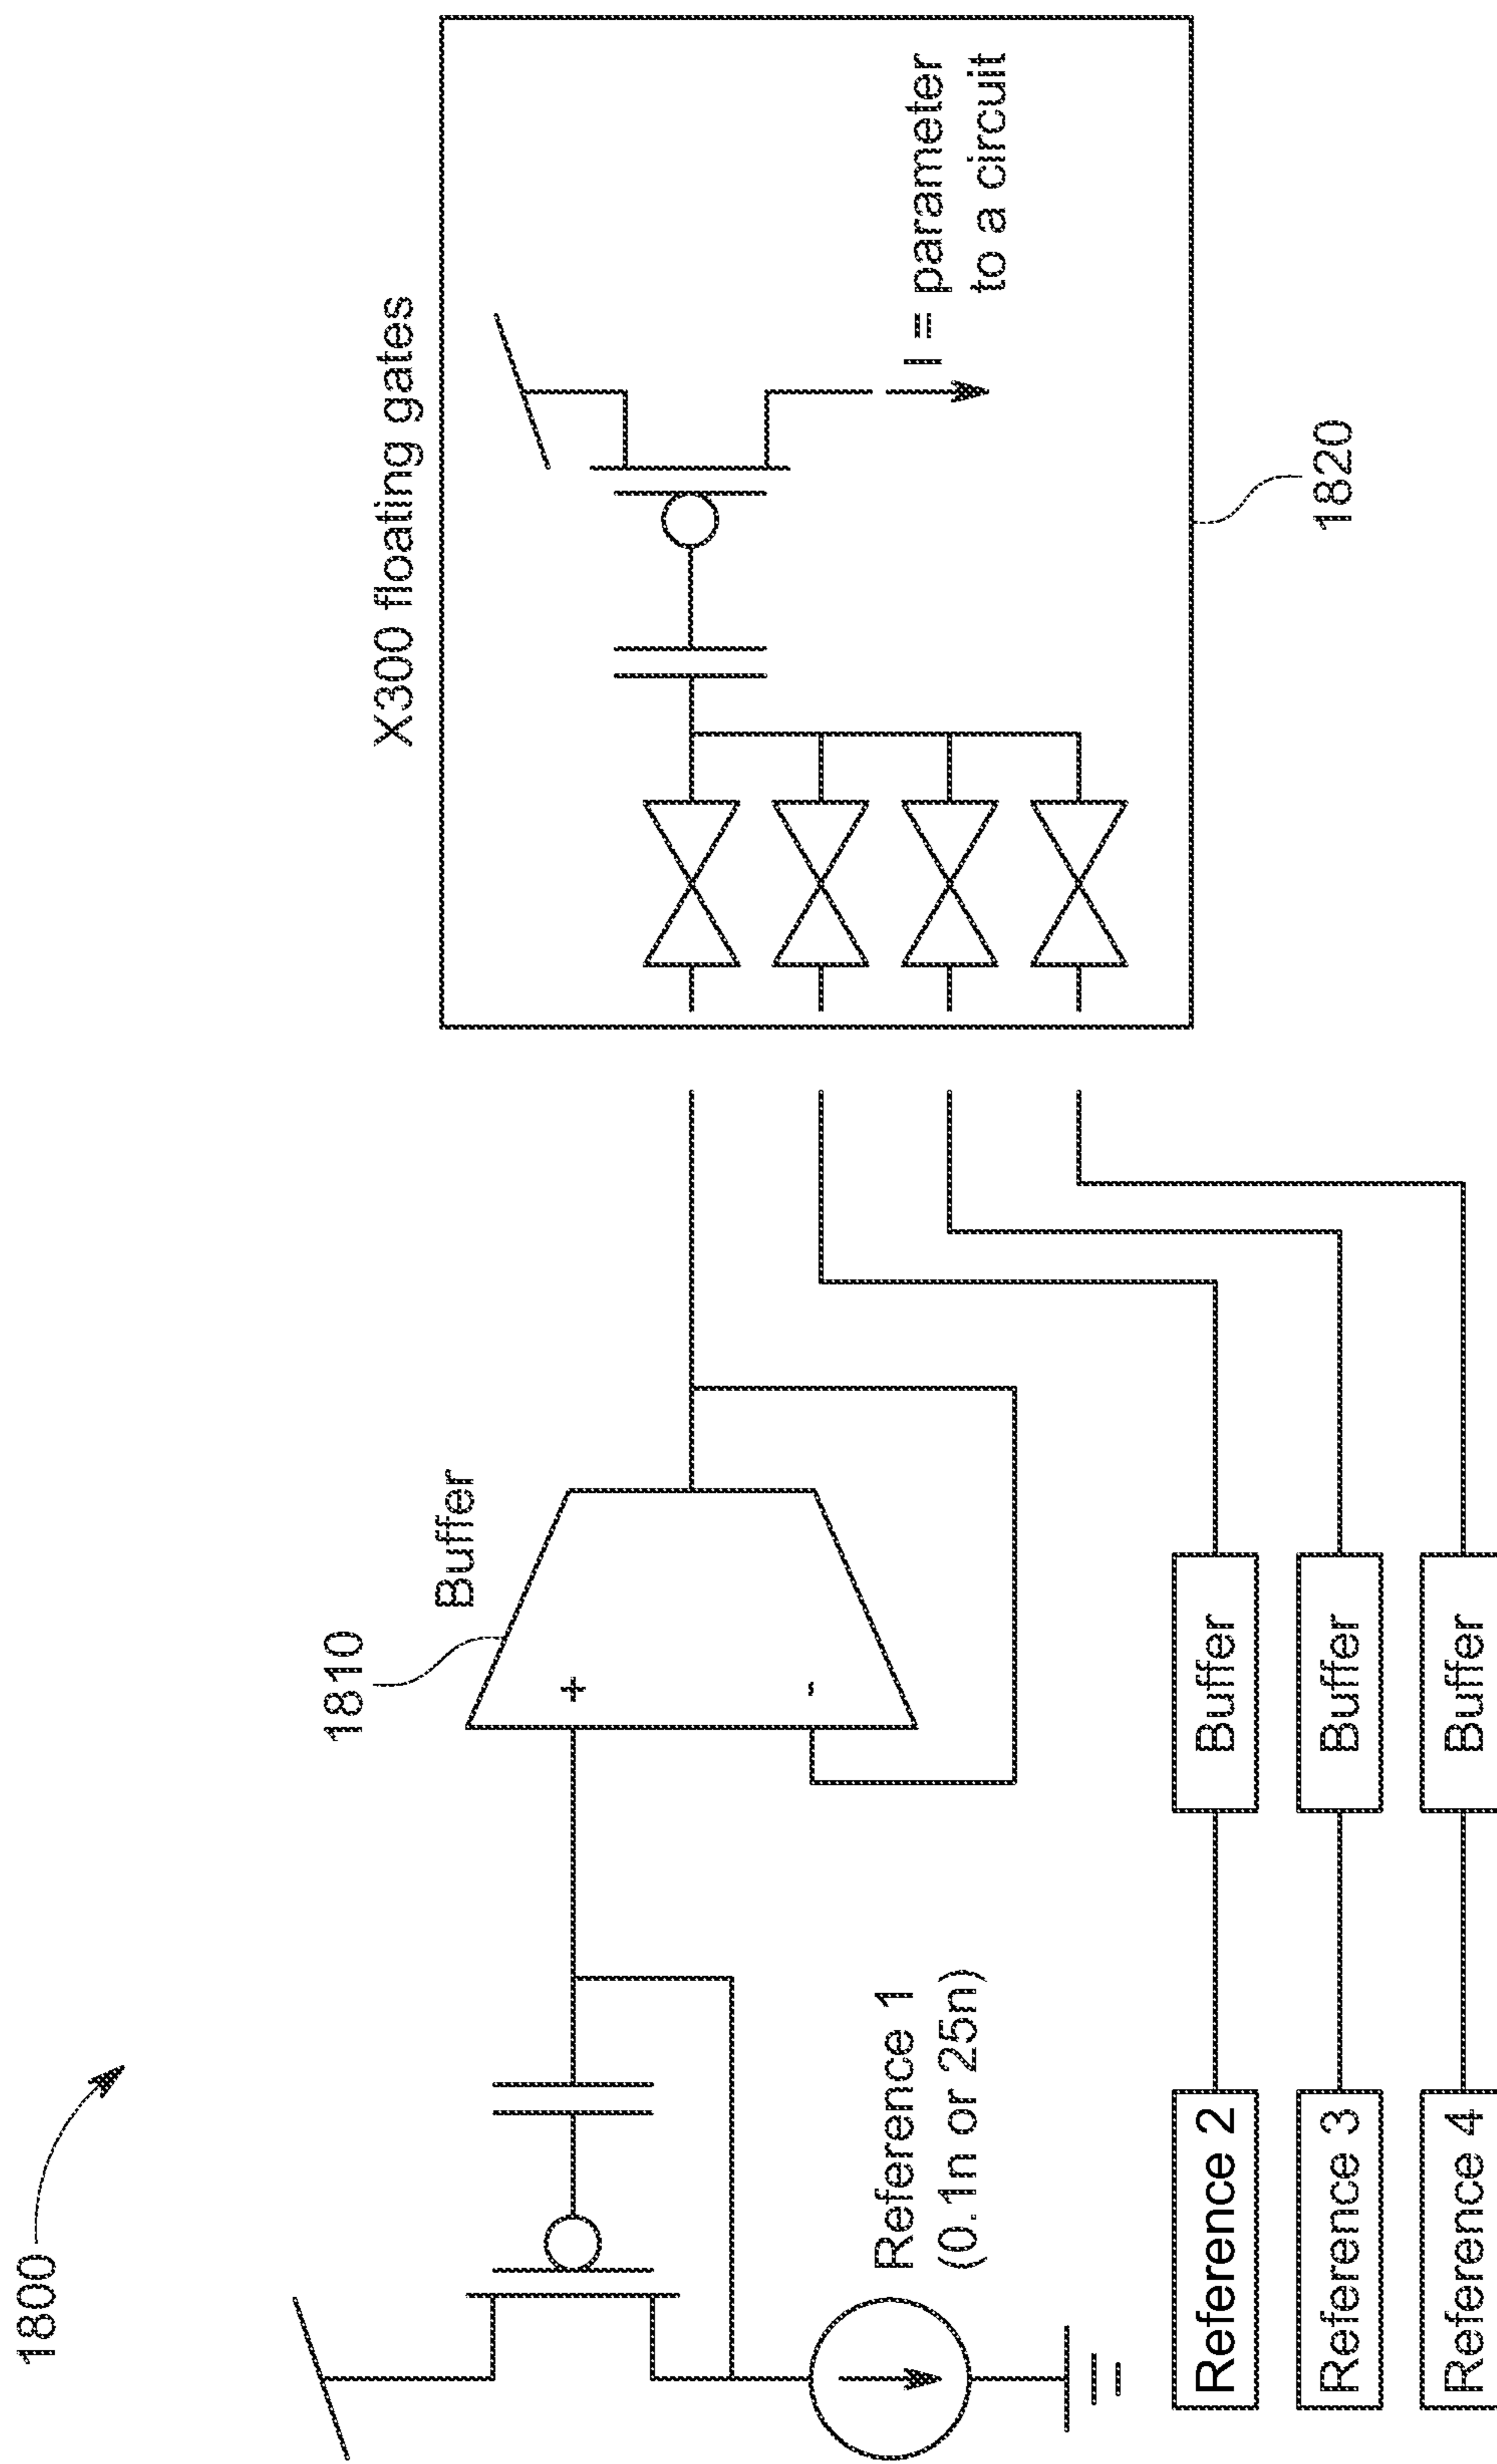 1800
X300 floating gates
1810
Buffer
+
-
I = parameter
to a circuit
Reference 1
(0.1n or 25n)
1820
Reference 2
Buffer
Reference 3
Buffer
Reference 4
Buffer